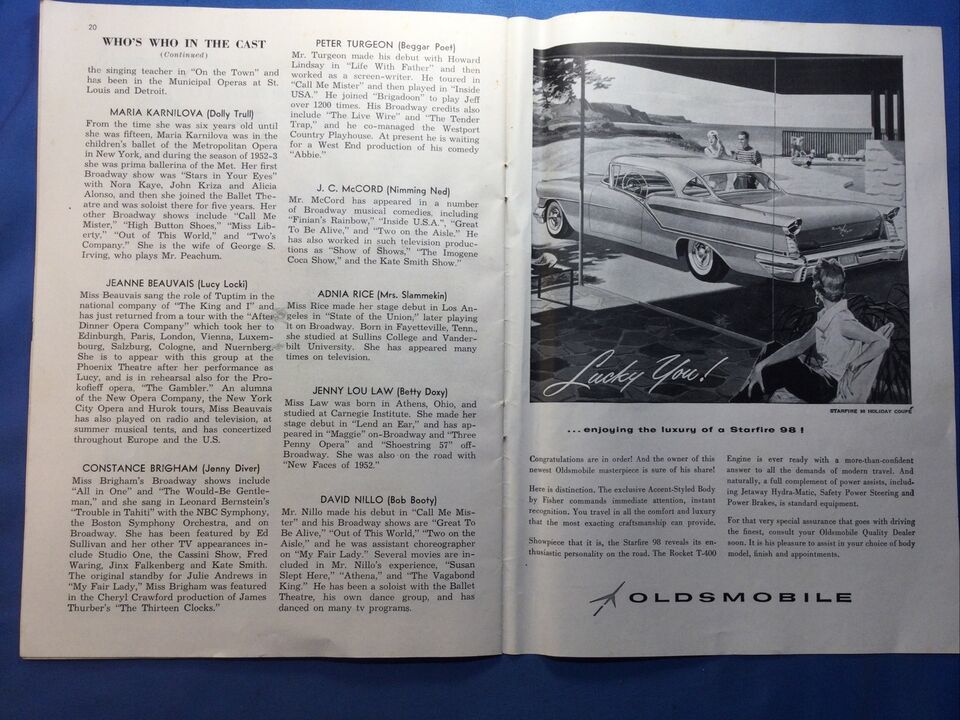 20
WHO'S WHO IN THE CAST
(Continued)
the singing teacher in "On the Town" and
has been in the Municipal Operas at St.
Louis and Detroit.
MARIA KARNILOVA (Dolly Trull)
From the time she was six years old until
she was fifteen, Maria Karnilova was in the
children's ballet of the Metropolitan Opera
in New York, and during the season of 1952-3
she was prima ballerina of the Met. Her first
Broadway show was "Stars in Your Eyes"
with Nora Kaye, John Kriza and Alicia
Alonso, and then she joined the Ballet The-
atre and was soloist there for five years. Her
other Broadway shows include "Call Me
Mister," "High Button Shoes," "Miss Lib-
erty," "Out of This World," and "Two's
Company." She is the wife of George S.
Irving, who plays Mr. Peachum.
JEANNE BEAUVAIS (Lucy Locki)
Miss Beauvais sang the role of Tuptim in the
national company of "The King and I" and
has just returned from a tour with the "After
Dinner Opera Company" which took her to
Edinburgh, Paris, London, Vienna, Luxem-
bourg, Salzburg, Cologne, and Nuernberg.
She is to appear with this group at the
Phoenix Theatre after her performance as
Lucy, and is in rehearsal also for the Pro-
kofieff opera, "The Gambler." An alumna
of the New Opera Company, the New York
City Opera and Hurok tours, Miss Beauvais
has also played on radio and television, at
summer musical tents, and has concertized
throughout Europe and the U.S.
CONSTANCE BRIGHAM (Jenny Diver)
Miss Brigham's Broadway shows include
"All in One" and "The Would-Be Gentle-
man," and she sang in Leonard Bernstein's
"Trouble in Tahiti" with the NBC Symphony,
the Boston Symphony Orchestra, and on
Broadway. She has been featured by Ed
Sullivan and her other TV appearances in-
clude Studio One, the Cassini Show, Fred
Waring, Jinx Falkenberg and Kate Smith.
The original standby for Julie Andrews in
"My Fair Lady," Miss Brigham was featured
in the Cheryl Crawford production of James
Thurber's "The Thirteen Clocks."
PETER TURGEON (Beggar Poet)
Mr. Turgeon made his debut with Howard
Lindsay in "Life With Father" and then
worked as a screen-writer. He toured in
"Call Me Mister" and then played in "Inside
USA." He joined "Brigadoon" to play Jeff
over 1200 times. His Broadway credits also
include "The Live Wire" and "The Tender
Trap," and he co-managed the Westport
Country Playhouse. At present he is waiting
for a West End production of his comedy
"Abbie."
J. C. McCORD (Nimming Ned)
Mr. McCord has appeared in a number
of Broadway musical comedies, including
"Finian's Rainbow," "Inside U.S.A.", "Great
To Be Alive," and "Two on the Aisle." He
has also worked in such television produc-
tions as "Show of Shows," "The Imogene
Coca Show," and the Kate Smith Show."
ADNIA RICE (Mrs. Slammekin)
Miss Rice made her stage debut in Los An-
geles in "State of the Union," later playing
it on Broadway. Born in Fayetteville, Tenn.,
she studied at Sullins College and Vander-
bilt University. She has appeared many
times on television.
JENNY LOU LAW (Betty Doxy)
Miss Law was born in Athens, Ohio, and
studied at Carnegie Institute. She made her
stage debut in "Lend an Ear," and has ap-
peared in "Maggie" on-Broadway and "Three
Penny Opera" and "Shoestring 57" off-
Broadway. She was also on the road with
"New Faces of 1952."
DAVID NILLO (Bob Booty)
Mr. Nillo made his debut in "Call Me Mis-
ter" and his Broadway shows are "Great To
Be Alive," "Out of This World," "Two on the
Aisle," and he was assistant choreographer
on "My Fair Lady." Several movies are in-
cluded in Mr. Nillo's experience, "Susan
Slept Here," "Athena," and "The Vagabond
King." He has been a soloist with the Ballet
Theatre, his own dance group, and has
danced on many tv programs.
Lucky You!
STARFIRE 98 HOLIDAY COUPÉ
...enjoying the luxury of a Starfire 98!
Congratulations are in order! And the owner of this
newest Oldsmobile masterpiece is sure of his share!
Here is distinction. The exclusive Accent-Styled Body
by Fisher commands immediate attention, instant
recognition. You travel in all the comfort and luxury
that the most exacting craftsmanship can provide.
Showpiece that it is, the Starfire 98 reveals its en-
thusiastic personality on the road. The Rocket T-400
Engine is ever ready with a more-than-confident
answer to all the demands of modern travel. And
naturally, a full complement of power assists, includ-
ing Jetaway Hydra-Matic, Safety Power Steering and
Power Brakes, is standard equipment.
For that very special assurance that goes with driving
the finest, consult your Oldsmobile Quality Dealer
soon. It is his pleasure to assist in your choice of body
model, finish and appointments.
OLDSMOBILE